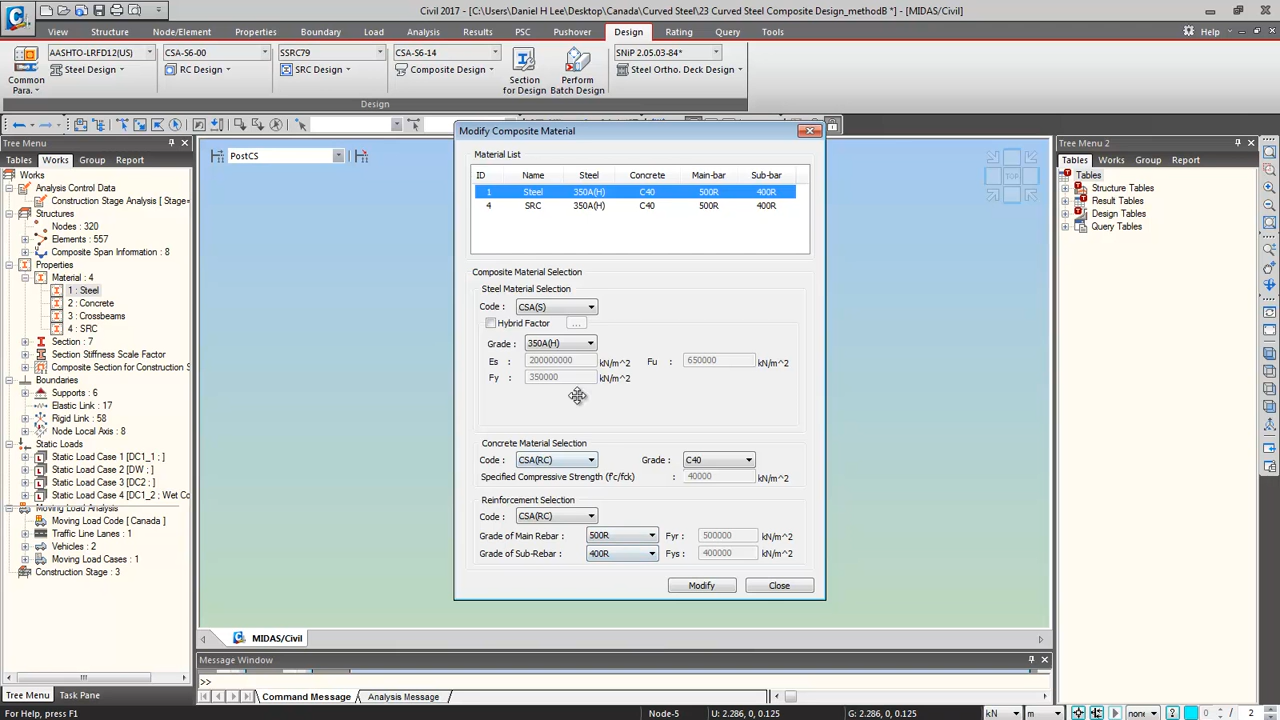 Civil 2017 - [C:\Users\Daniel H Lee\Desktop\Canada\Curved Steel\23 Curved Steel Composite Design_methodB *] - [MIDAS/Civil]
View Structure Node/Element Properties Boundary Load Analysis Results PSC Pushover Design Rating Query Tools Help
AASHTO-LRFD12(US) CSA-S6-00 SSRC79 CSA-S6-14 SNiP 2.05.03-84*
Common Para. Steel Design RC Design SRC Design Composite Design Section for Design Perform Batch Design Steel Ortho. Deck Design
Design
Tree Menu
Tables Works Group Report
Works
Analysis Control Data
Construction Stage Analysis [Stage=
Structures
Nodes : 320
Elements : 557
Composite Span Information : 8
Properties
Material : 4
1 : Steel
2 : Concrete
3 : Crossbeams
4 : SRC
Section : 7
Section Stiffness Scale Factor
Composite Section for Construction S
Boundaries
Supports : 6
Elastic Link : 17
Rigid Link : 58
Node Local Axis : 8
Static Loads
Static Load Case 1 [DC1_1 ; ]
Static Load Case 2 [DW ; ]
Static Load Case 3 [DC2 ; ]
Static Load Case 4 [DC1_2 ; Wet Co
Moving Load Analysis
Moving Load Code [ Canada ]
Traffic Line Lanes : 1
Vehicles : 2
Moving Load Cases : 1
Construction Stage : 3
Tree Menu Task Pane
PostCS
Modify Composite Material
Material List
ID Name Steel Concrete Main-bar Sub-bar
1 Steel 350A(H) C40 500R 400R
4 SRC 350A(H) C40 500R 400R
Composite Material Selection
Steel Material Selection
Code : CSA(S)
Hybrid Factor ...
Grade : 350A(H)
Es : 200000000 kN/m^2 Fu : 650000 kN/m^2
Fy : 350000 kN/m^2
Concrete Material Selection
Code : CSA(RC) Grade : C40
Specified Compressive Strength (f'c/fck) : 40000 kN/m^2
Reinforcement Selection
Code : CSA(RC)
Grade of Main Rebar : 500R Fyr : 500000 kN/m^2
Grade of Sub-Rebar : 400R Fys : 400000 kN/m^2
Modify Close
TOP
Tree Menu 2
Tables Works Group Report
Tables
Structure Tables
Result Tables
Design Tables
Query Tables
MIDAS/Civil
Message Window
>>
Command Message Analysis Message
For Help, press F1 Node-5 U: 2.286, 0, 0.125 G: 2.286, 0, 0.125 kN m none ? 0 / 2